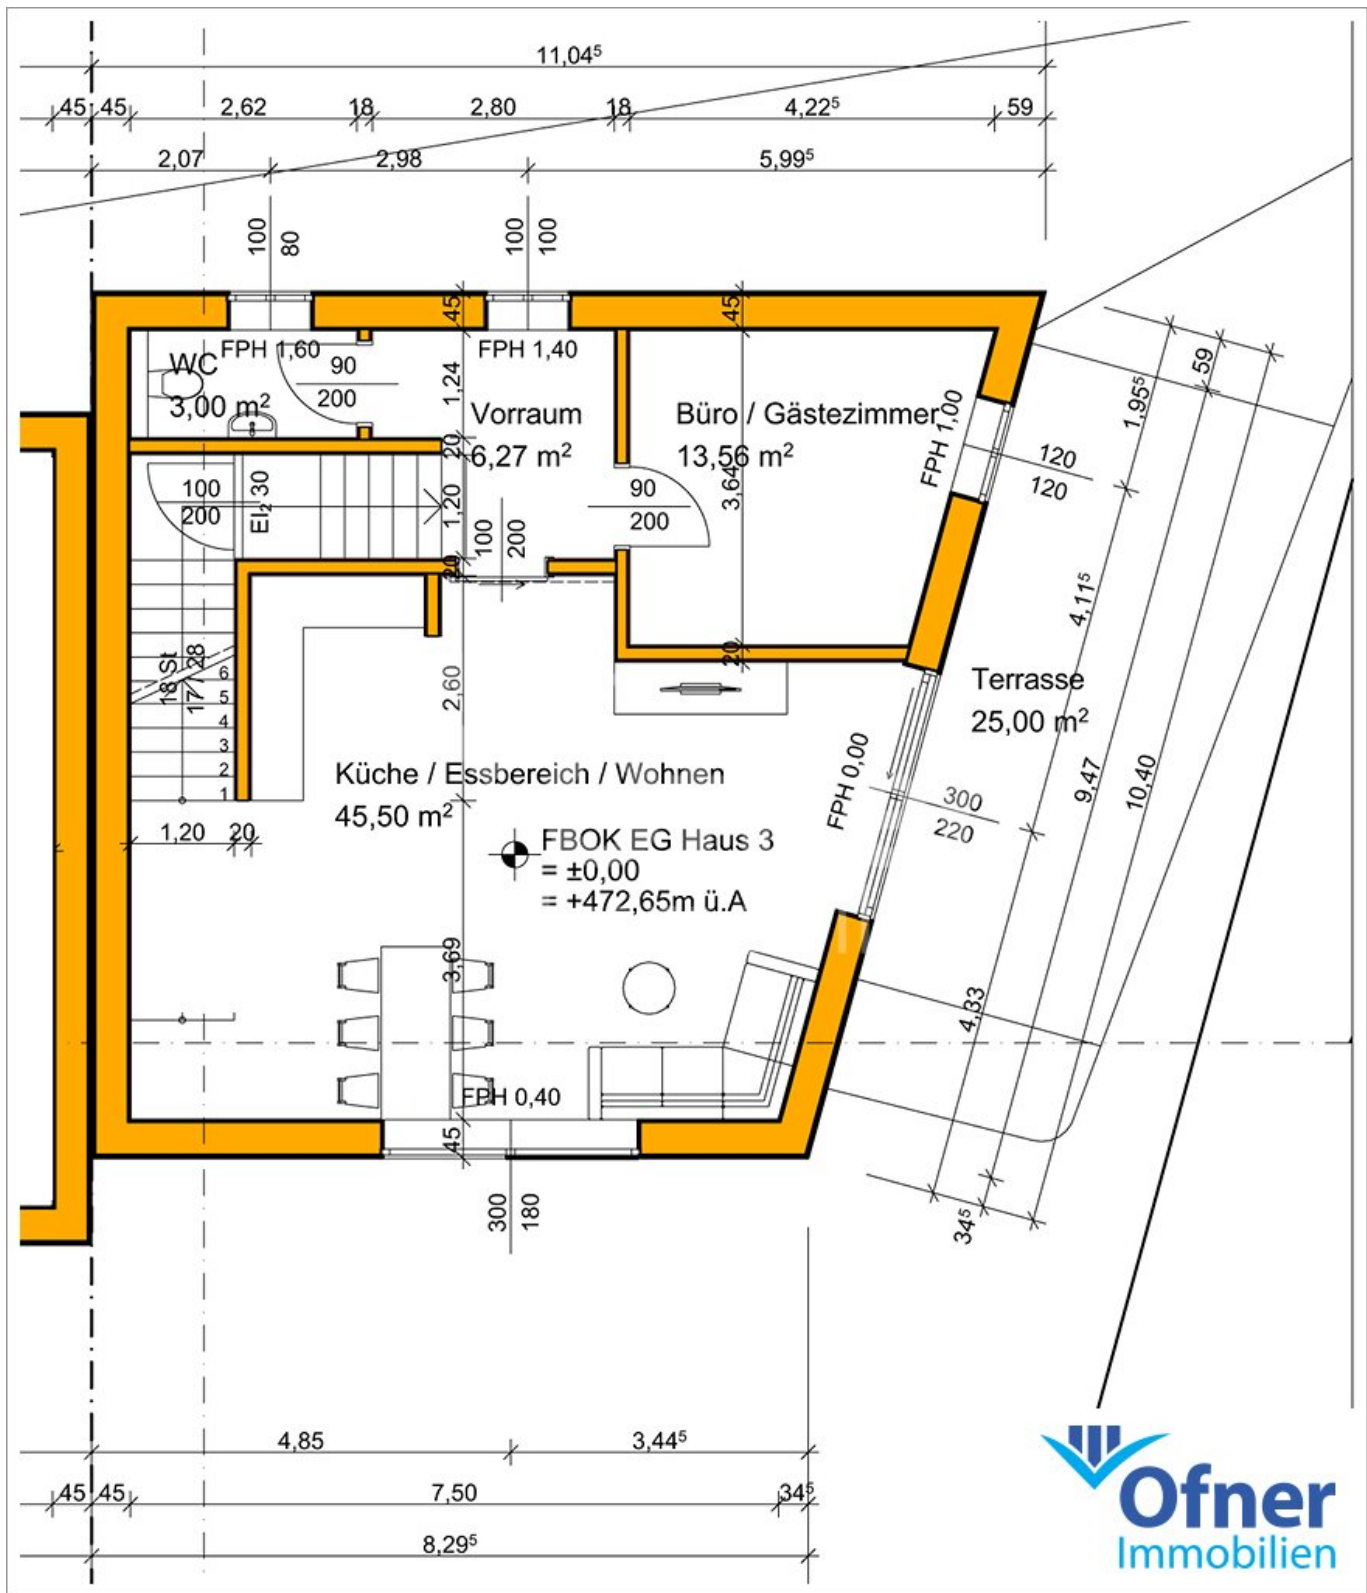 11,04⁵
45 45 2,62 18 2,80 18 4,22⁵ 59
2,07 2,98 5,99⁵
100 80
100 100
45
45
FPH 1,60
FPH 1,40
WC
3,00 m²
90
200
1,24
Vorraum
6,27 m²
Büro / Gästezimmer
13,56 m²
3,64
FPH 1,00
120
120
59
1,95⁵
20
100
200
EI₂ 30
1,20
100
200
90
200
20
20
4,11⁵
18 St
17 / 28
6
5
4
3
2
1
2,60
Terrasse
25,00 m²
Küche / Essbereich / Wohnen
45,50 m²
FPH 0,00
300
220
9,47
10,40
1,20 20
FBOK EG Haus 3
= ±0,00
= +472,65m ü.A
3,69
4,33
FPH 0,40
45
300
180
34⁵
4,85 3,44⁵
45 45 7,50 34⁵
8,29⁵
Ofner
Immobilien